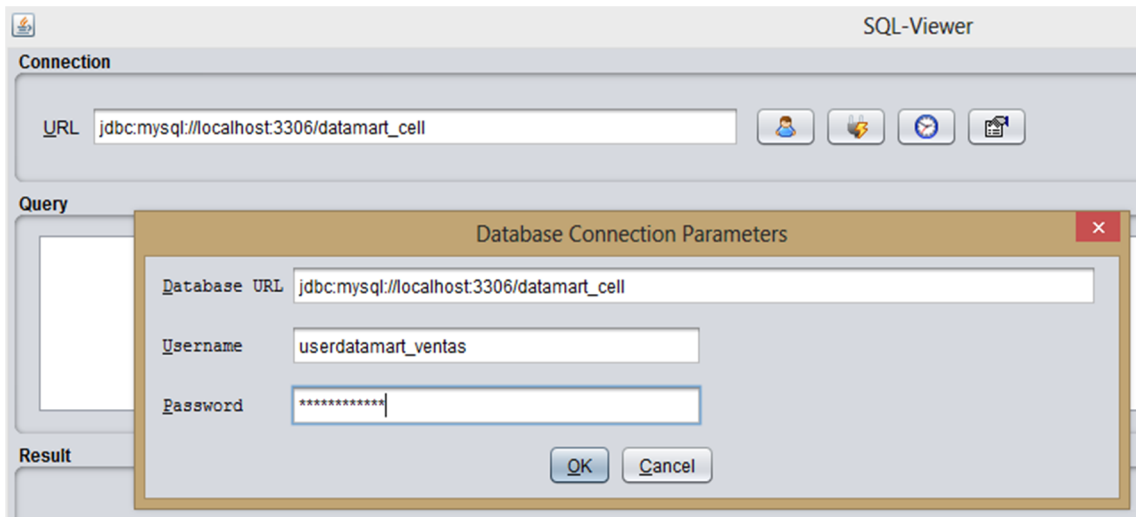 SQL-Viewer
Connection
URL jdbc:mysql://localhost:3306/datamart_cell
Query
Database Connection Parameters
Database URL jdbc:mysql://localhost:3306/datamart_cell
Username userdatamart_ventas
Password ************
OK Cancel
Result